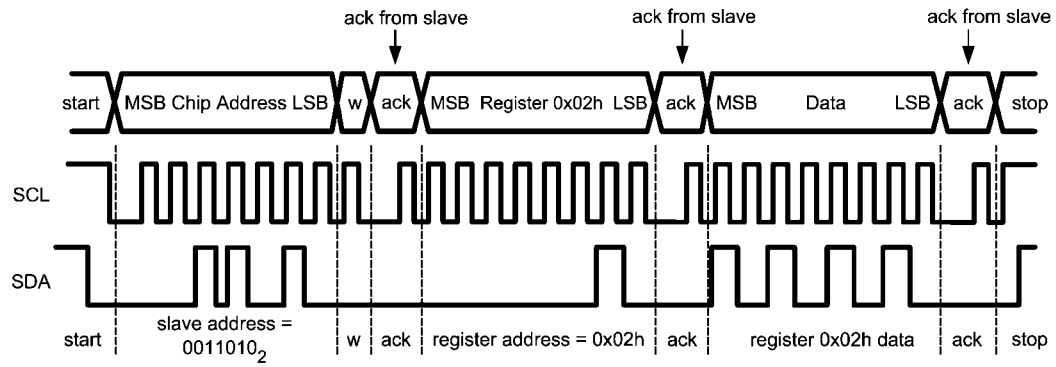 ack from slave ack from slave ack from slave
start MSB Chip Address LSB w ack MSB Register 0x02h LSB ack MSB Data LSB ack stop
SCL
SDA
start slave address = w ack register address = 0x02h ack register 0x02h data ack stop
0011010₂